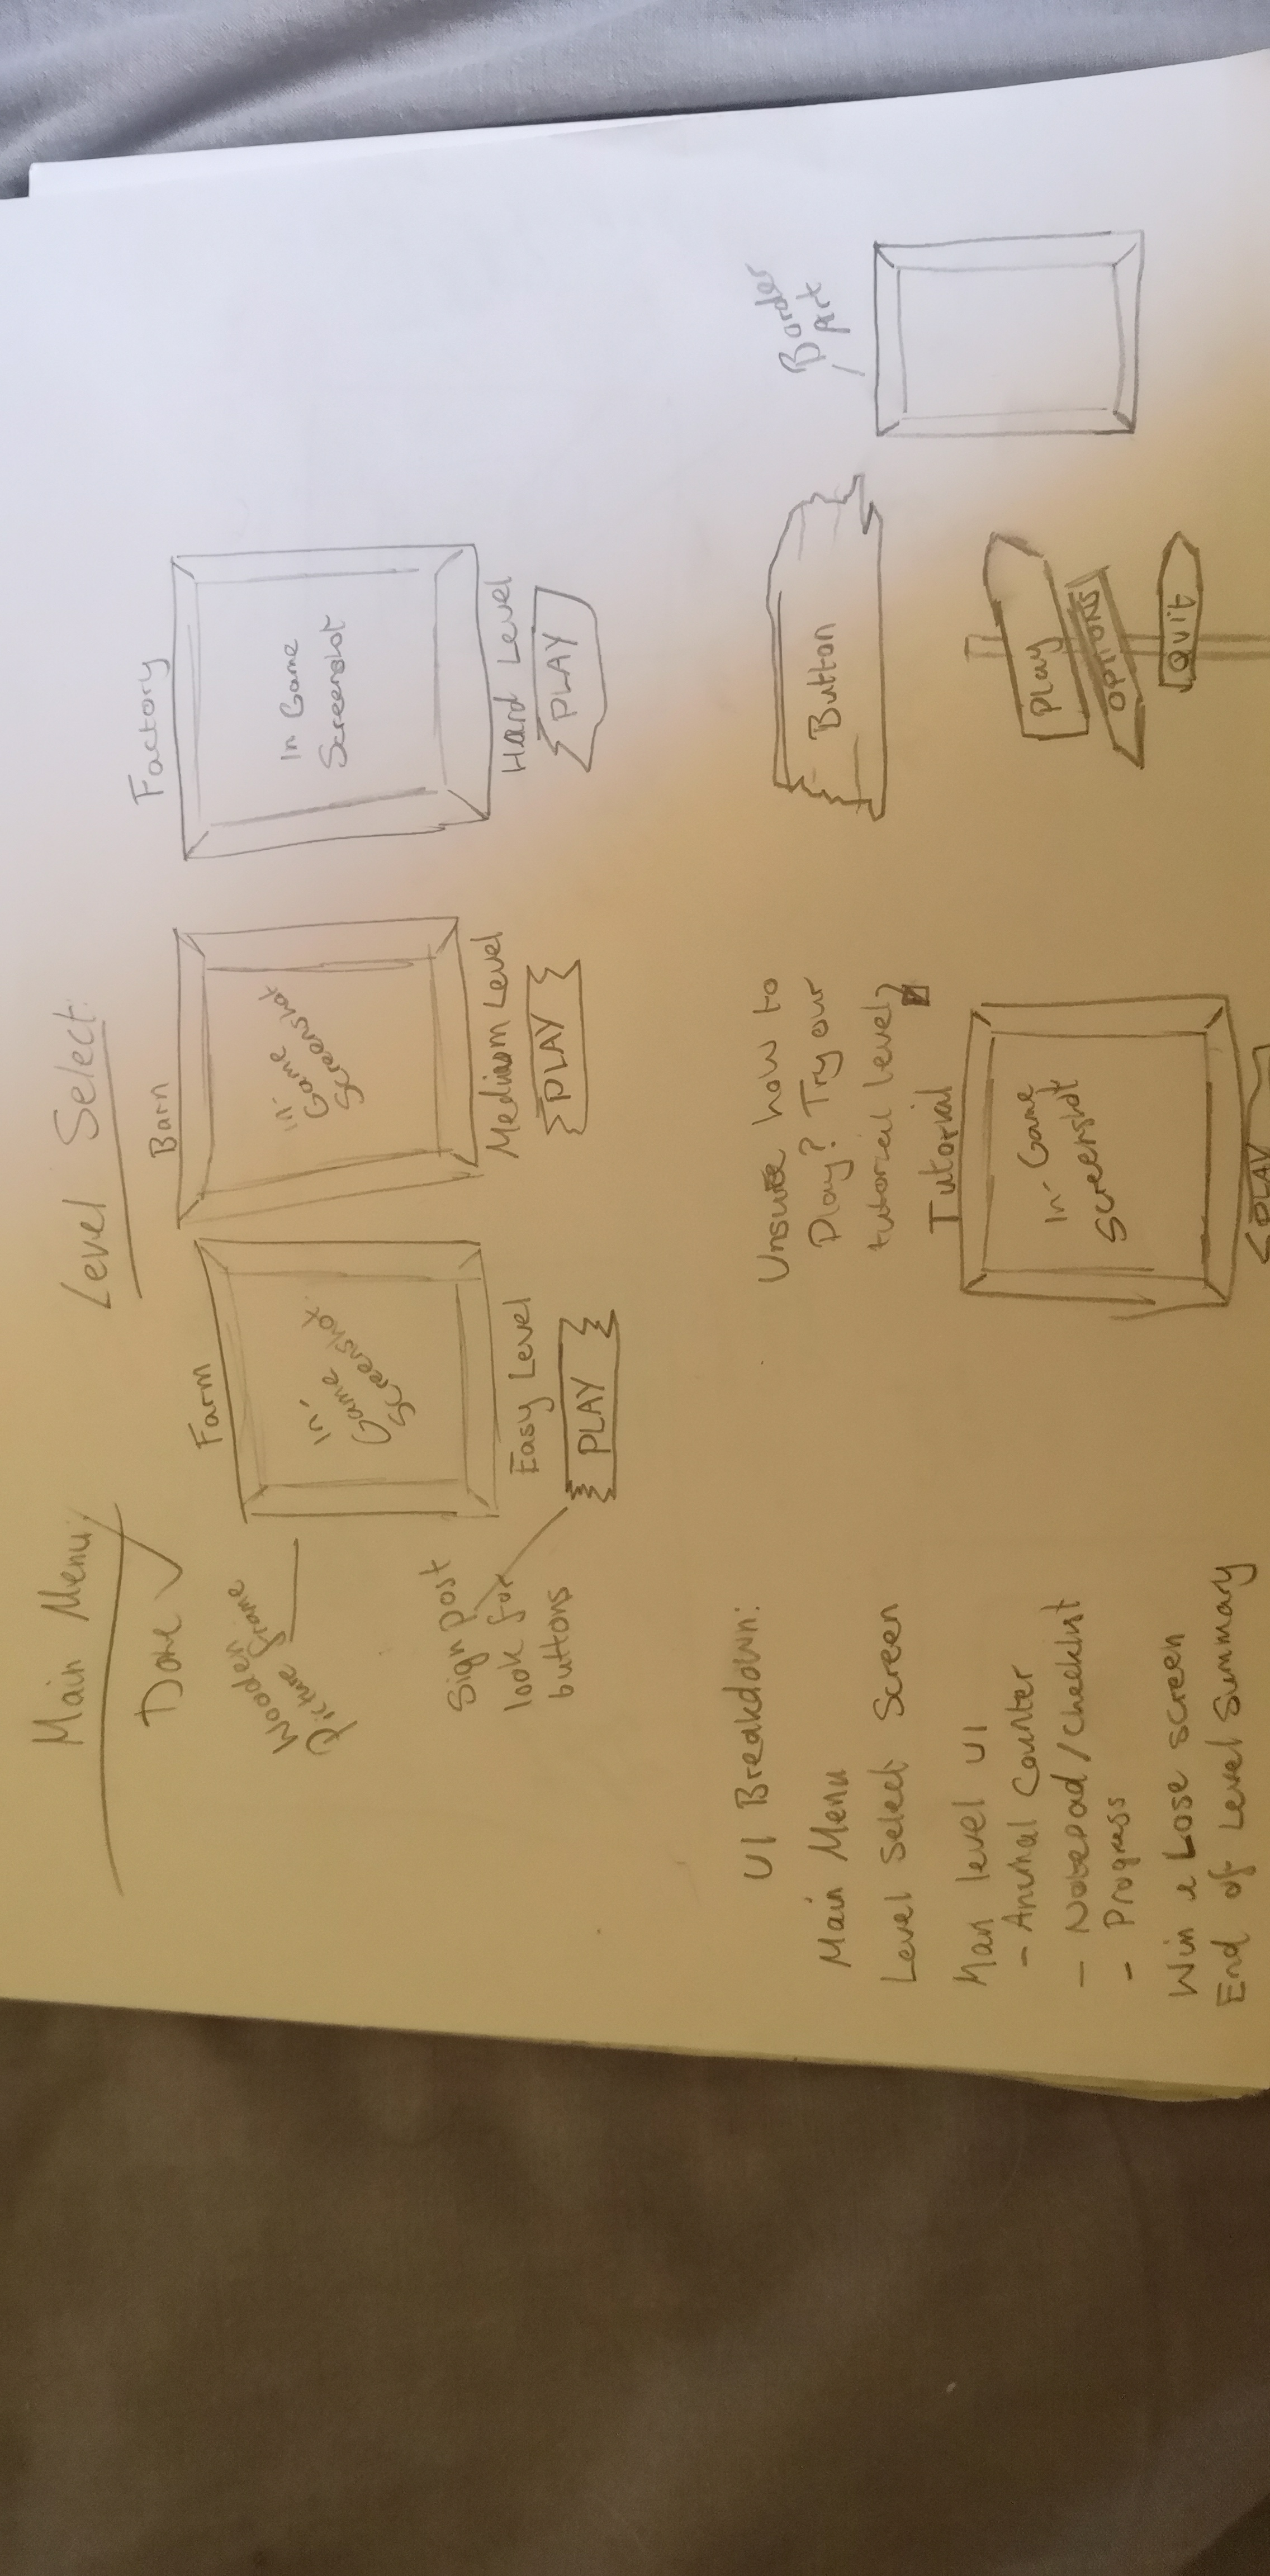 Main Menu
Done
Level Select:
Wooden
Picture Frame
Farm
In-
Game
Screenshot
Easy Level
PLAY
Sign post
look for
buttons
Barn
in-
Game
Screenshot
Medium Level
PLAY
Factory
In Game
Screenshot
Hard Level
PLAY
UI Breakdown:
Main Menu
Level Select Screen
Main level UI
- Animal Counter
- Notepad/Checklist
- Progress
Win & Lose screen
End of Level Summary
Unsure how to
Play? Try our
tutorial level
Tutorial
In-Game
Screenshot
PLAY
Button
Border
Art
Play
OPTIONS
Quit